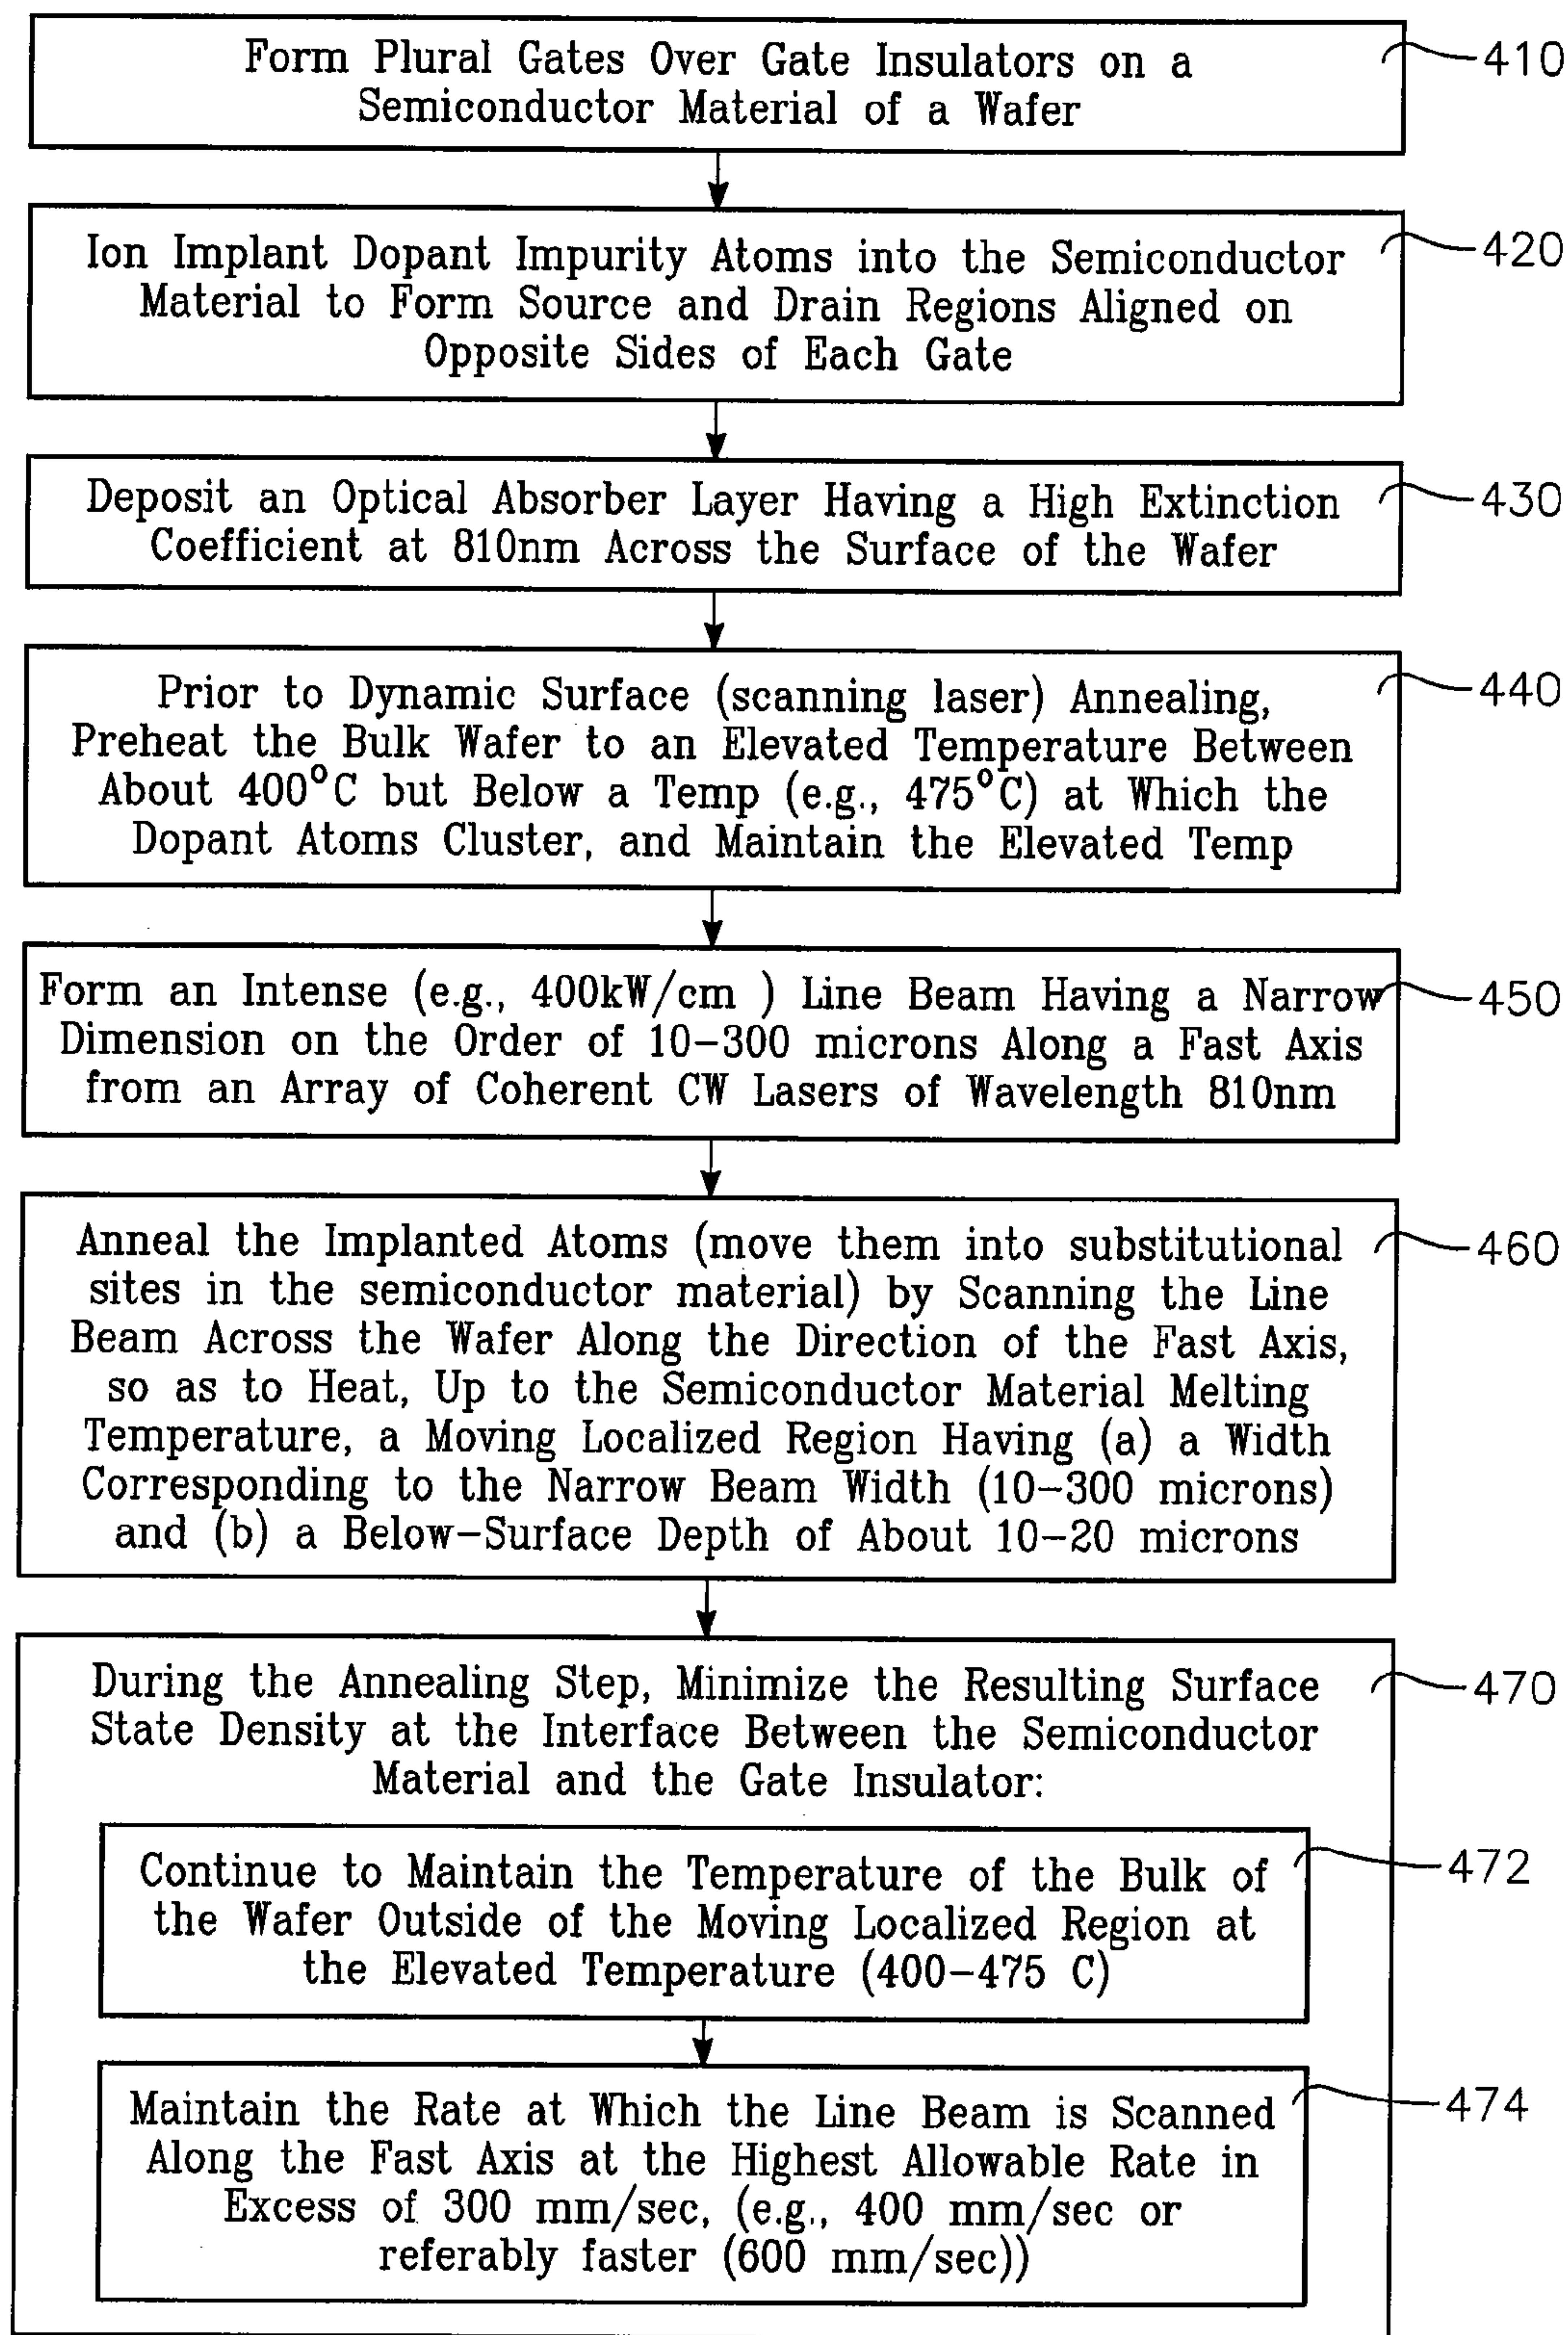 Form Plural Gates Over Gate Insulators on a
Semiconductor Material of a Wafer
410
Ion Implant Dopant Impurity Atoms into the Semiconductor
Material to Form Source and Drain Regions Aligned on
Opposite Sides of Each Gate
420
Deposit an Optical Absorber Layer Having a High Extinction
Coefficient at 810nm Across the Surface of the Wafer
430
Prior to Dynamic Surface (scanning laser) Annealing,
Preheat the Bulk Wafer to an Elevated Temperature Between
About 400°C but Below a Temp (e.g., 475°C) at Which the
Dopant Atoms Cluster, and Maintain the Elevated Temp
440
Form an Intense (e.g., 400kW/cm ) Line Beam Having a Narrow
Dimension on the Order of 10-300 microns Along a Fast Axis
from an Array of Coherent CW Lasers of Wavelength 810nm
450
Anneal the Implanted Atoms (move them into substitutional
sites in the semiconductor material) by Scanning the Line
Beam Across the Wafer Along the Direction of the Fast Axis,
so as to Heat, Up to the Semiconductor Material Melting
Temperature, a Moving Localized Region Having (a) a Width
Corresponding to the Narrow Beam Width (10-300 microns)
and (b) a Below-Surface Depth of About 10-20 microns
460
During the Annealing Step, Minimize the Resulting Surface
State Density at the Interface Between the Semiconductor
Material and the Gate Insulator:
470
Continue to Maintain the Temperature of the Bulk of
the Wafer Outside of the Moving Localized Region at
the Elevated Temperature (400-475 C)
472
Maintain the Rate at Which the Line Beam is Scanned
Along the Fast Axis at the Highest Allowable Rate in
Excess of 300 mm/sec, (e.g., 400 mm/sec or
referably faster (600 mm/sec))
474